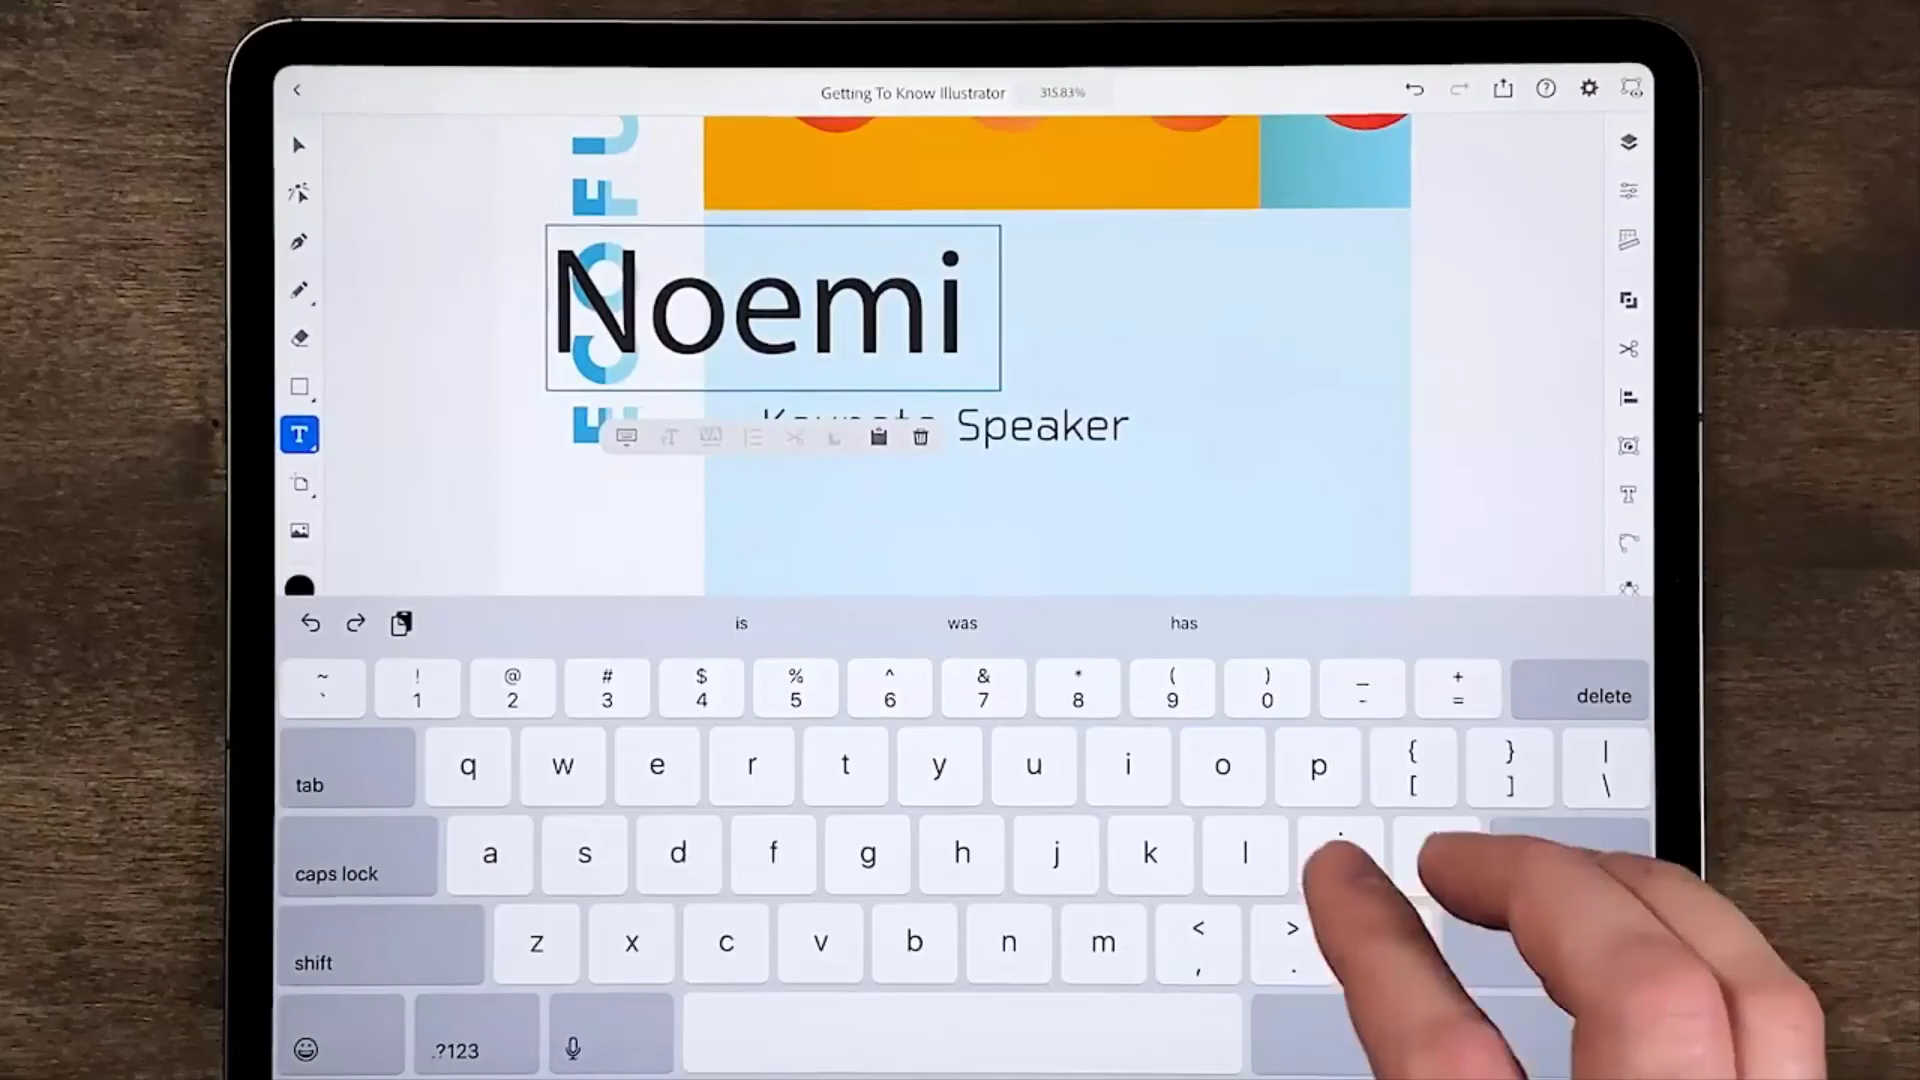 Getting To Know Illustrator 315.83%
Noemi
Keynote Speaker
T
is was has
~ ! @ # $ % ^ & * ( ) _ +
` 1 2 3 4 5 6 7 8 9 0 - = delete
tab q w e r t y u i o p { [ } ] | \
caps lock a s d f g h j k l
shift z x c v b n m < , > .
.?123